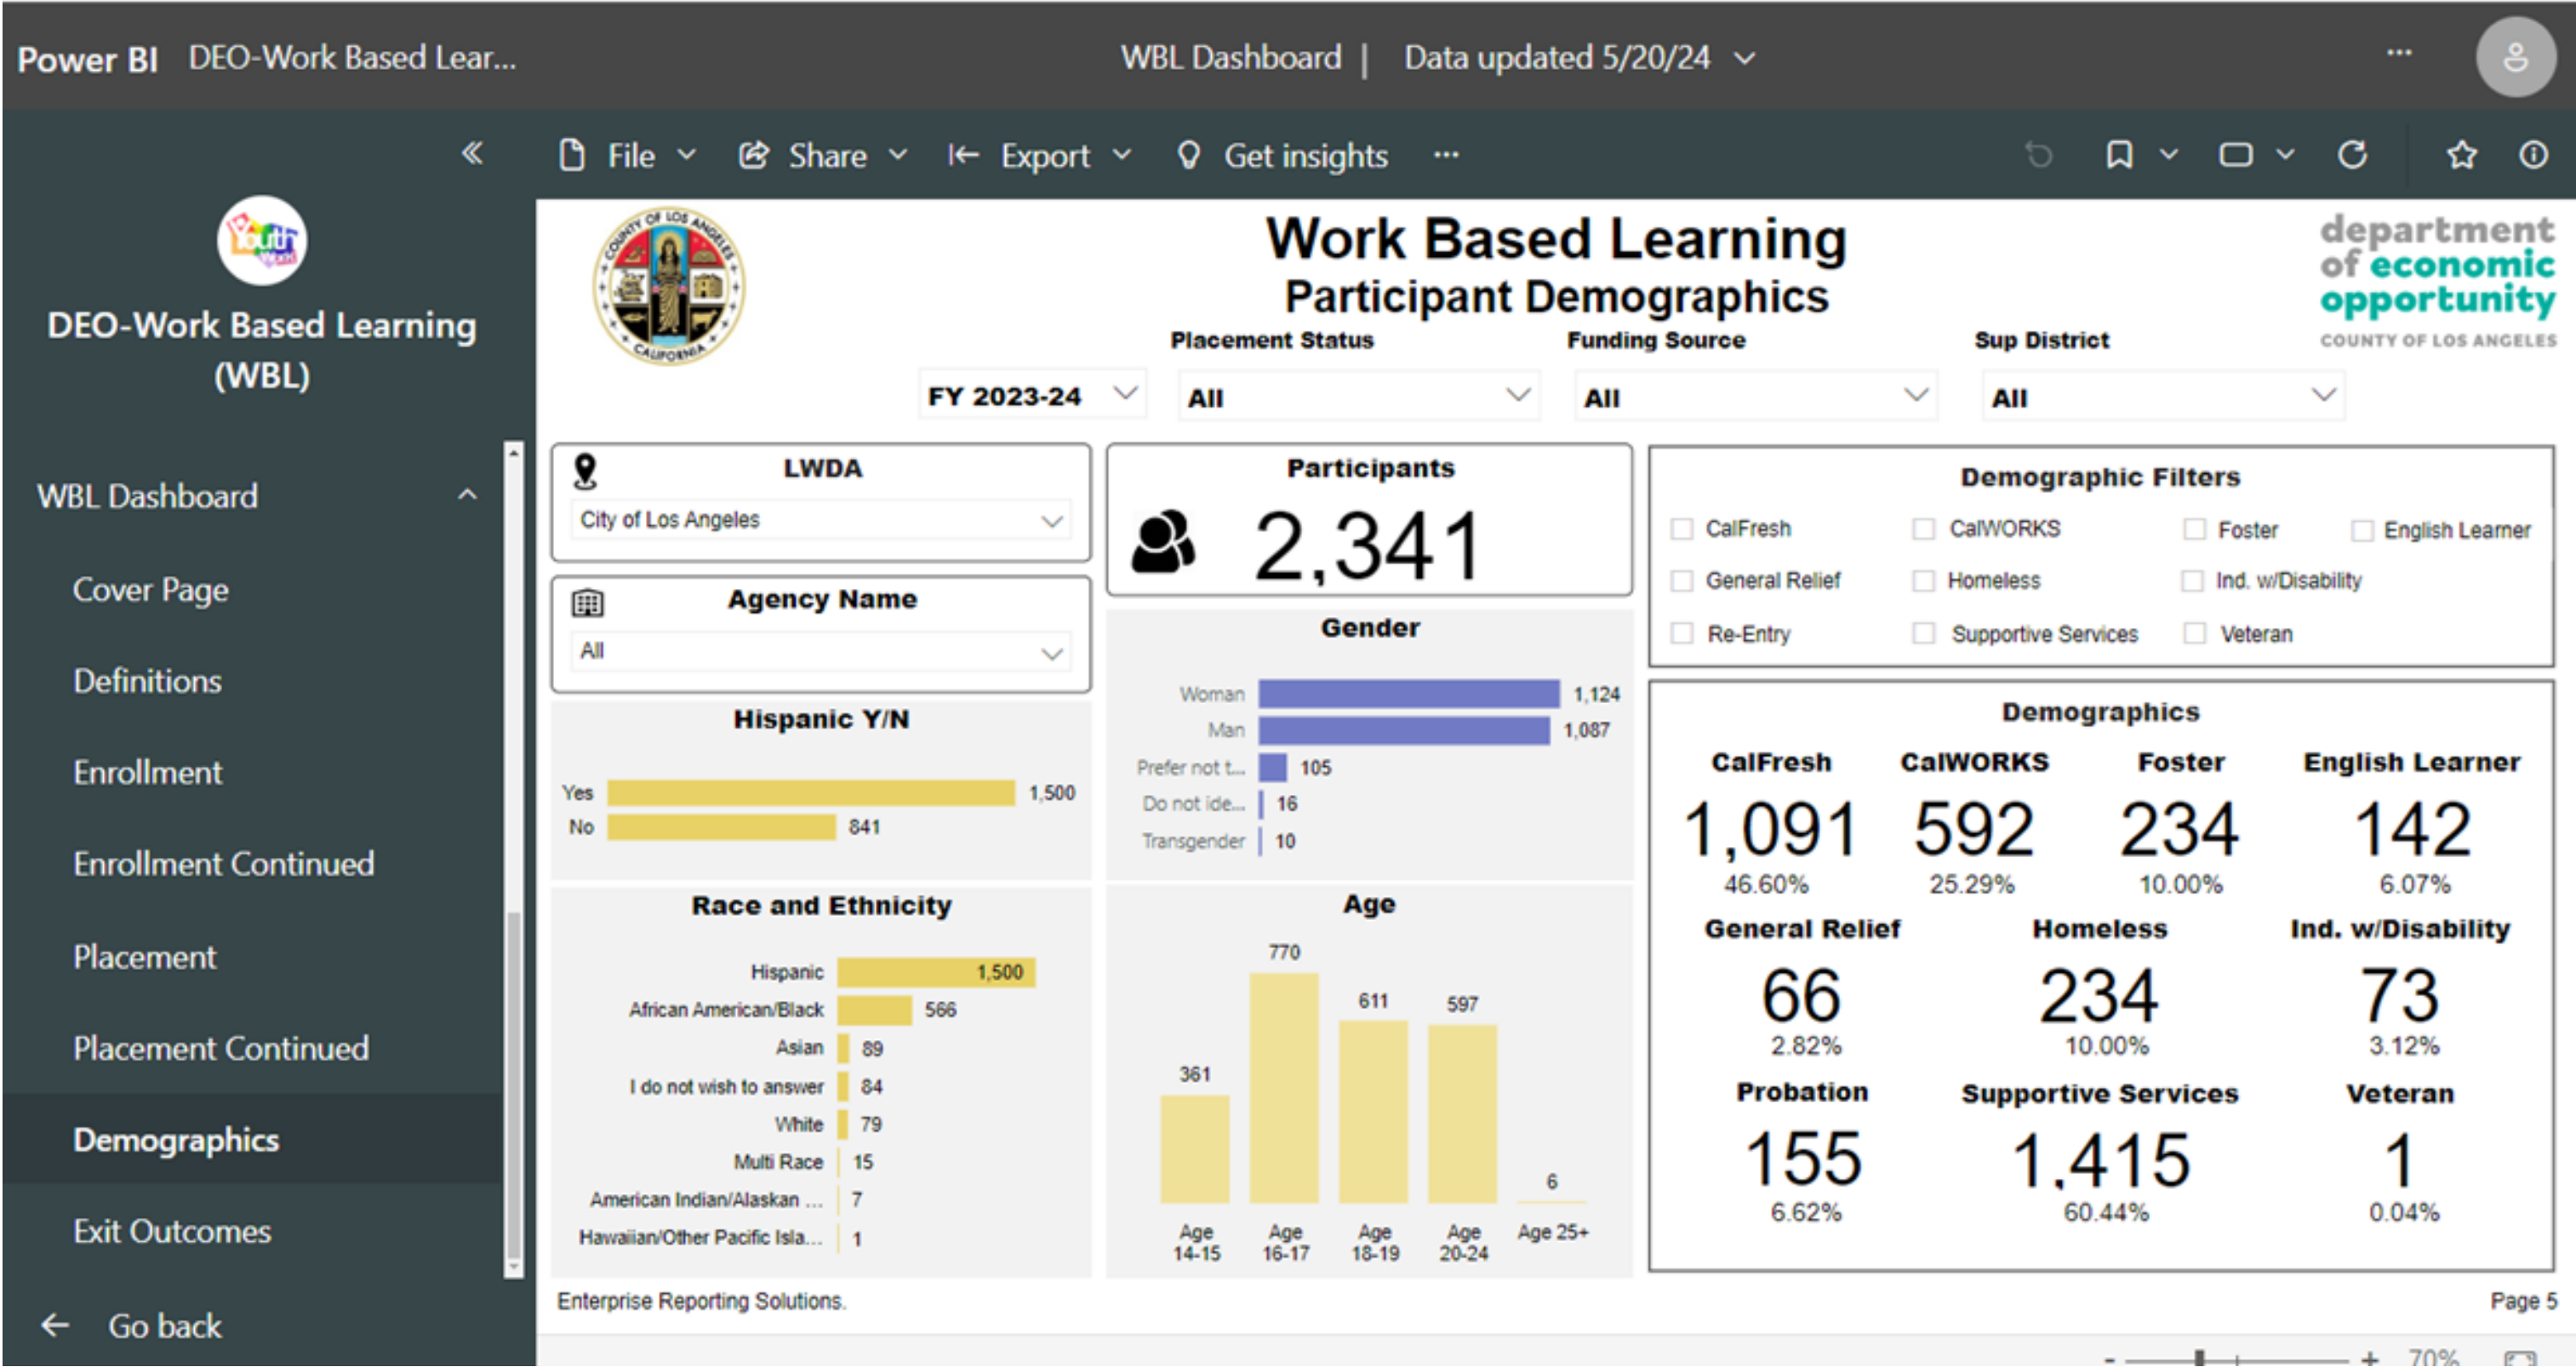 Power BI DEO-Work Based Lear...
WBL Dashboard | Data updated 5/20/24
File Share Export Get insights ...
Youth
Work
DEO-Work Based Learning
(WBL)
WBL Dashboard
Cover Page
Definitions
Enrollment
Enrollment Continued
Placement
Placement Continued
Demographics
Exit Outcomes
Go back
COUNTY OF LOS ANGELES
CALIFORNIA
Work Based Learning
Participant Demographics
department
of economic
opportunity
COUNTY OF LOS ANGELES
Placement Status Funding Source Sup District
FY 2023-24 All All All
LWDA
City of Los Angeles
Agency Name
All
Participants
2,341
Demographic Filters
CalFresh CalWORKS Foster English Learner
General Relief Homeless Ind. w/Disability
Re-Entry Supportive Services Veteran
Hispanic Y/N
Yes 1,500
No 841
Gender
Woman 1,124
Man 1,087
Prefer not t... 105
Do not ide... 16
Transgender 10
Race and Ethnicity
Hispanic 1,500
African American/Black 566
Asian 89
I do not wish to answer 84
White 79
Multi Race 15
American Indian/Alaskan ... 7
Hawaiian/Other Pacific Isla... 1
Age
361 770 611 597 6
Age Age Age Age Age 25+
14-15 16-17 18-19 20-24
Demographics
CalFresh CalWORKS Foster English Learner
1,091 592 234 142
46.60% 25.29% 10.00% 6.07%
General Relief Homeless Ind. w/Disability
66 234 73
2.82% 10.00% 3.12%
Probation Supportive Services Veteran
155 1,415 1
6.62% 60.44% 0.04%
Enterprise Reporting Solutions.
Page 5
- + 70%